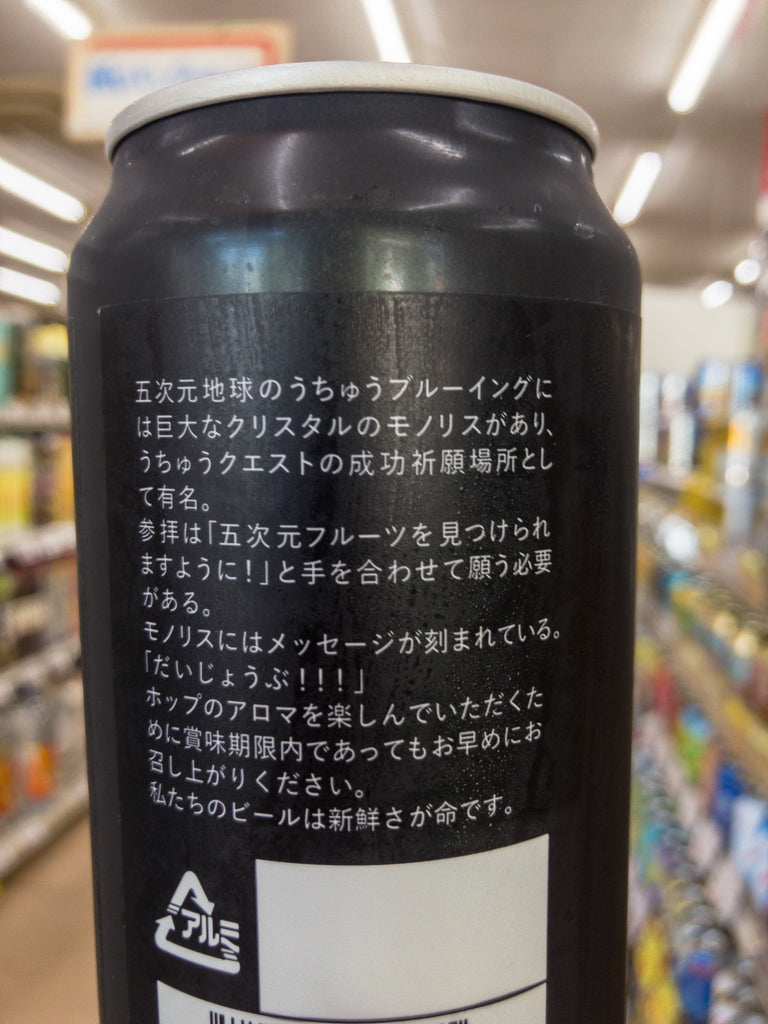 五次元地球のうちゅうブルーイングに
は巨大なクリスタルのモノリスがあり、
うちゅうクエストの成功祈願場所とし
て有名。
参拝は「五次元フルーツを見つけられ
ますように！」と手を合わせて願う必要
がある。
モノリスにはメッセージが刻まれている。
「だいじょうぶ！！！」
ホップのアロマを楽しんでいただくた
めに賞味期限内であってもお早めにお
召し上がりください。
私たちのビールは新鮮さが命です。
アルミ